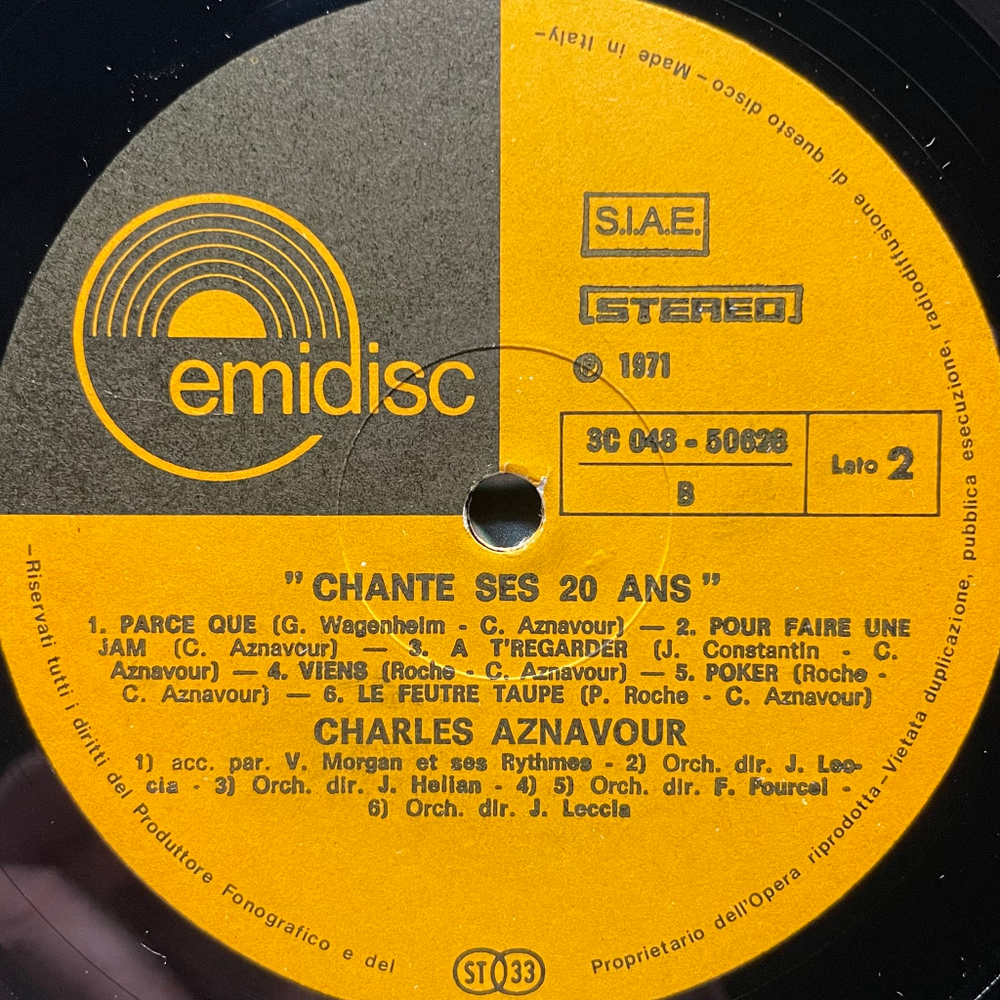 emidisc
S.I.A.E.
STEREO
℗ 1971
3C 048 - 50628
B
Lato 2
" CHANTE SES 20 ANS "
1. PARCE QUE (G. Wagenheim - C. Aznavour) — 2. POUR FAIRE UNE
JAM (C. Aznavour) — 3. A T'REGARDER (J. Constantin - C.
Aznavour) — 4. VIENS (Roche - C. Aznavour) — 5. POKER (Roche -
C. Aznavour) — 6. LE FEUTRE TAUPE (P. Roche - C. Aznavour)
CHARLES AZNAVOUR
1) acc. par. V. Morgan et ses Rythmes - 2) Orch. dir. J. Lec-
cia - 3) Orch. dir. J. Helian - 4) 5) Orch. dir. F. Pourcel -
6) Orch. dir. J. Leccia
–Riservati tutti i diritti del Produttore Fonografico e del Proprietario dell'Opera riprodotta–Vietata duplicazione, pubblica esecuzione, radiodiffusione di questo disco–Made in Italy–
ST 33